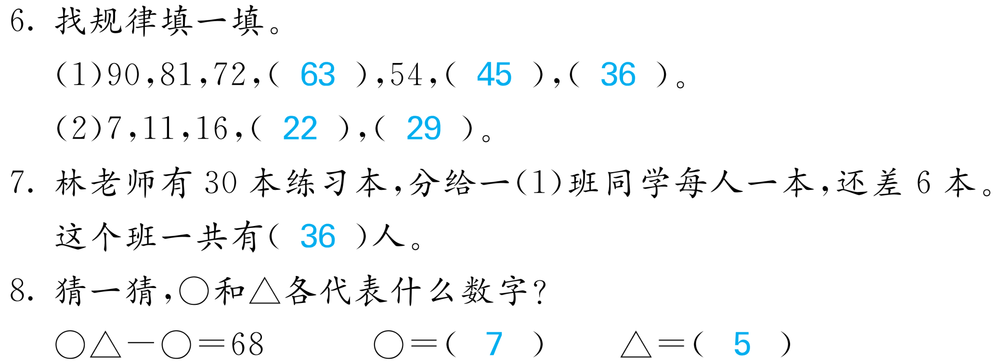 6. 找规律填一填。
(1)90,81,72,( 63 ),54,( 45 ),( 36 )。
(2)7,11,16,( 22 ),( 29 )。
7. 林老师有 30 本练习本,分给一(1)班同学每人一本,还差 6 本。
这个班一共有( 36 )人。
8. 猜一猜,○和△各代表什么数字?
○△-○=68 ○=( 7 ) △=( 5 )